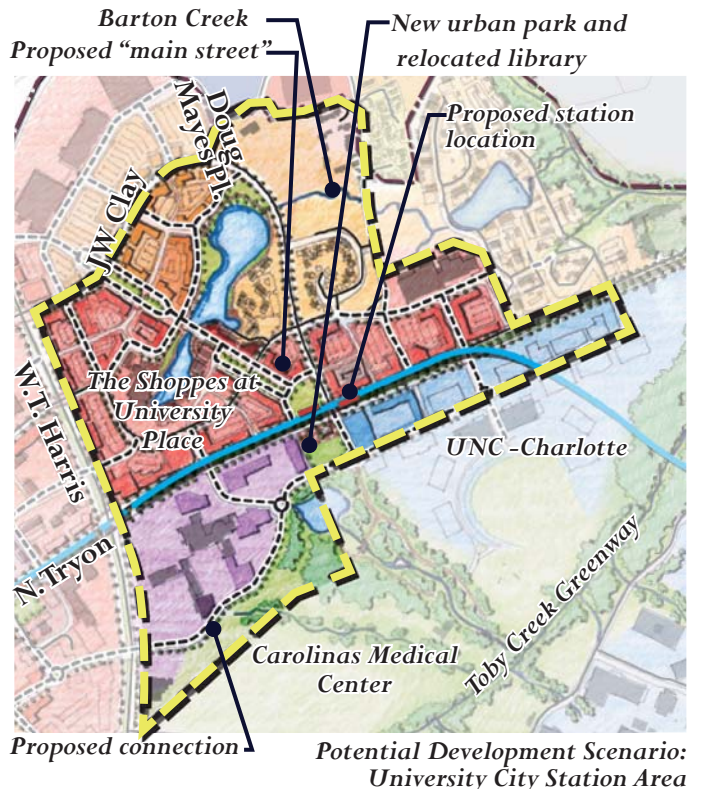 Barton Creek
New urban park and
relocated library
Proposed “main street”
Proposed station
location
Doug
Mayes Pl.
JW Clay
The Shoppes at
University
Place
W.T. Harris
UNC -Charlotte
N. Tryon
Toby Creek Greenway
Carolinas Medical
Center
Proposed connection
Potential Development Scenario:
University City Station Area